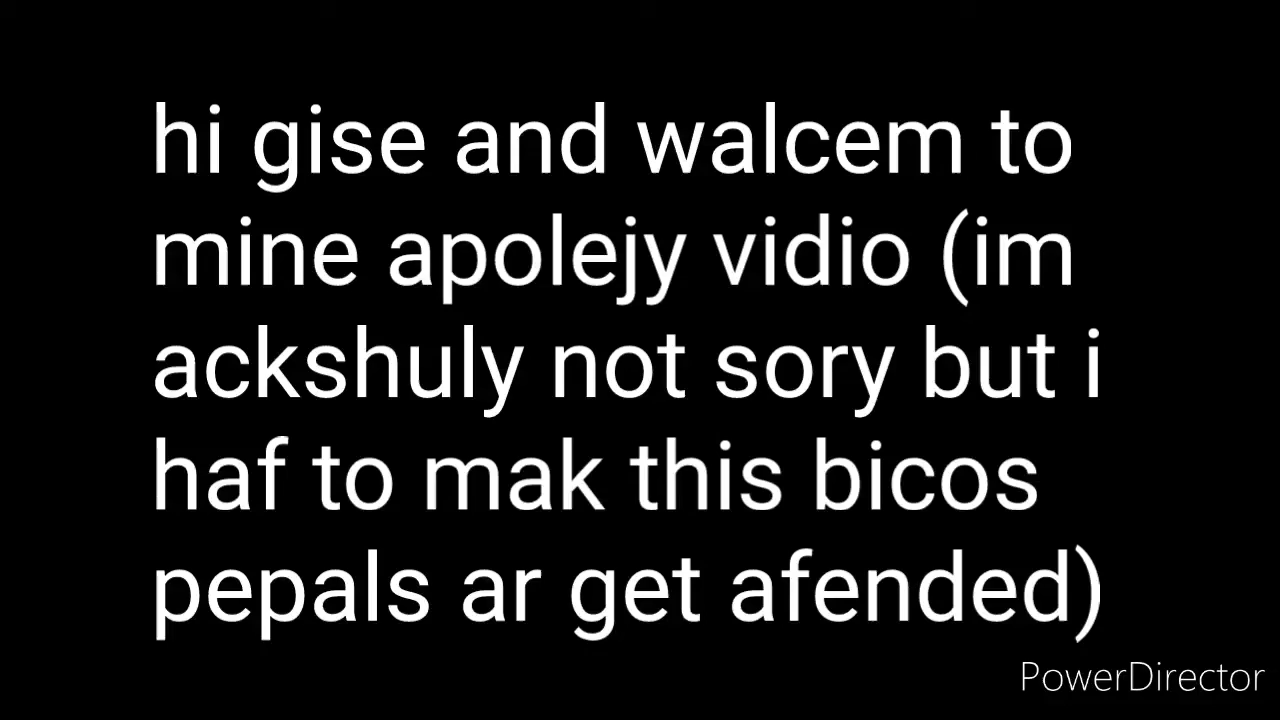 hi gise and walcem to
mine apolejy vidio (im
ackshuly not sory but i
haf to mak this bicos
pepals ar get afended)
PowerDirector